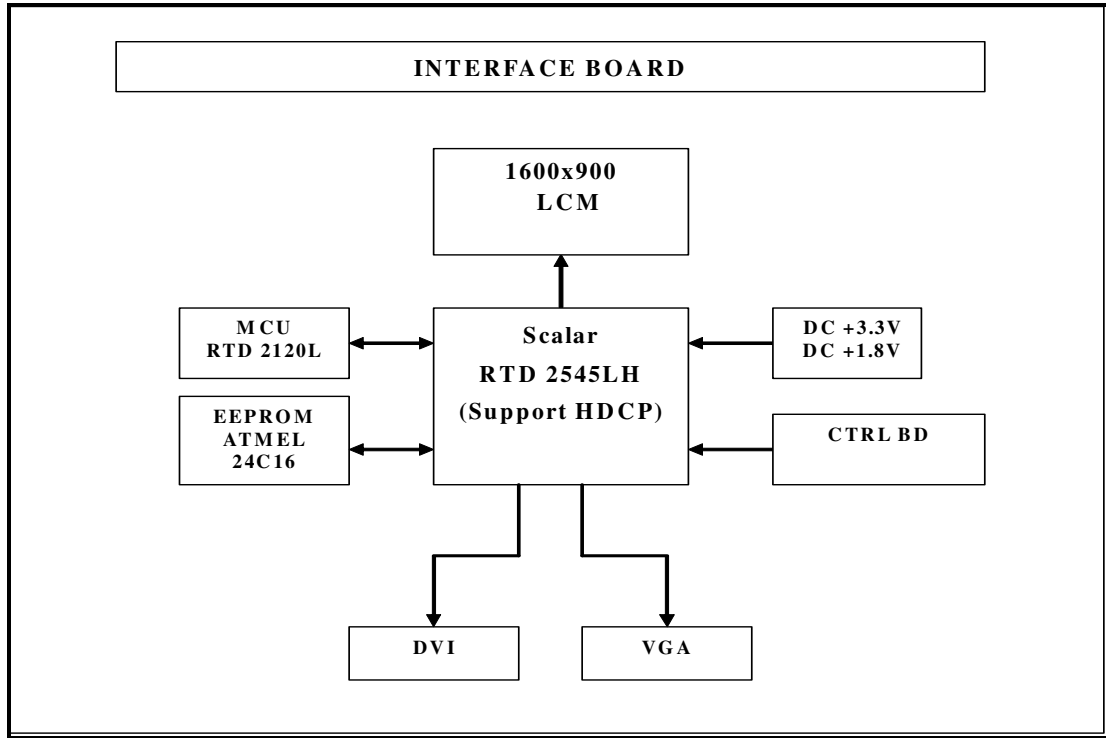 INTERFACE BOARD
1600x900
LCM
MCU
RTD 2120L
Scalar
RTD 2545LH
(Support HDCP)
DC +3.3V
DC +1.8V
EEPROM
ATMEL
24C16
CTRL BD
DVI
VGA